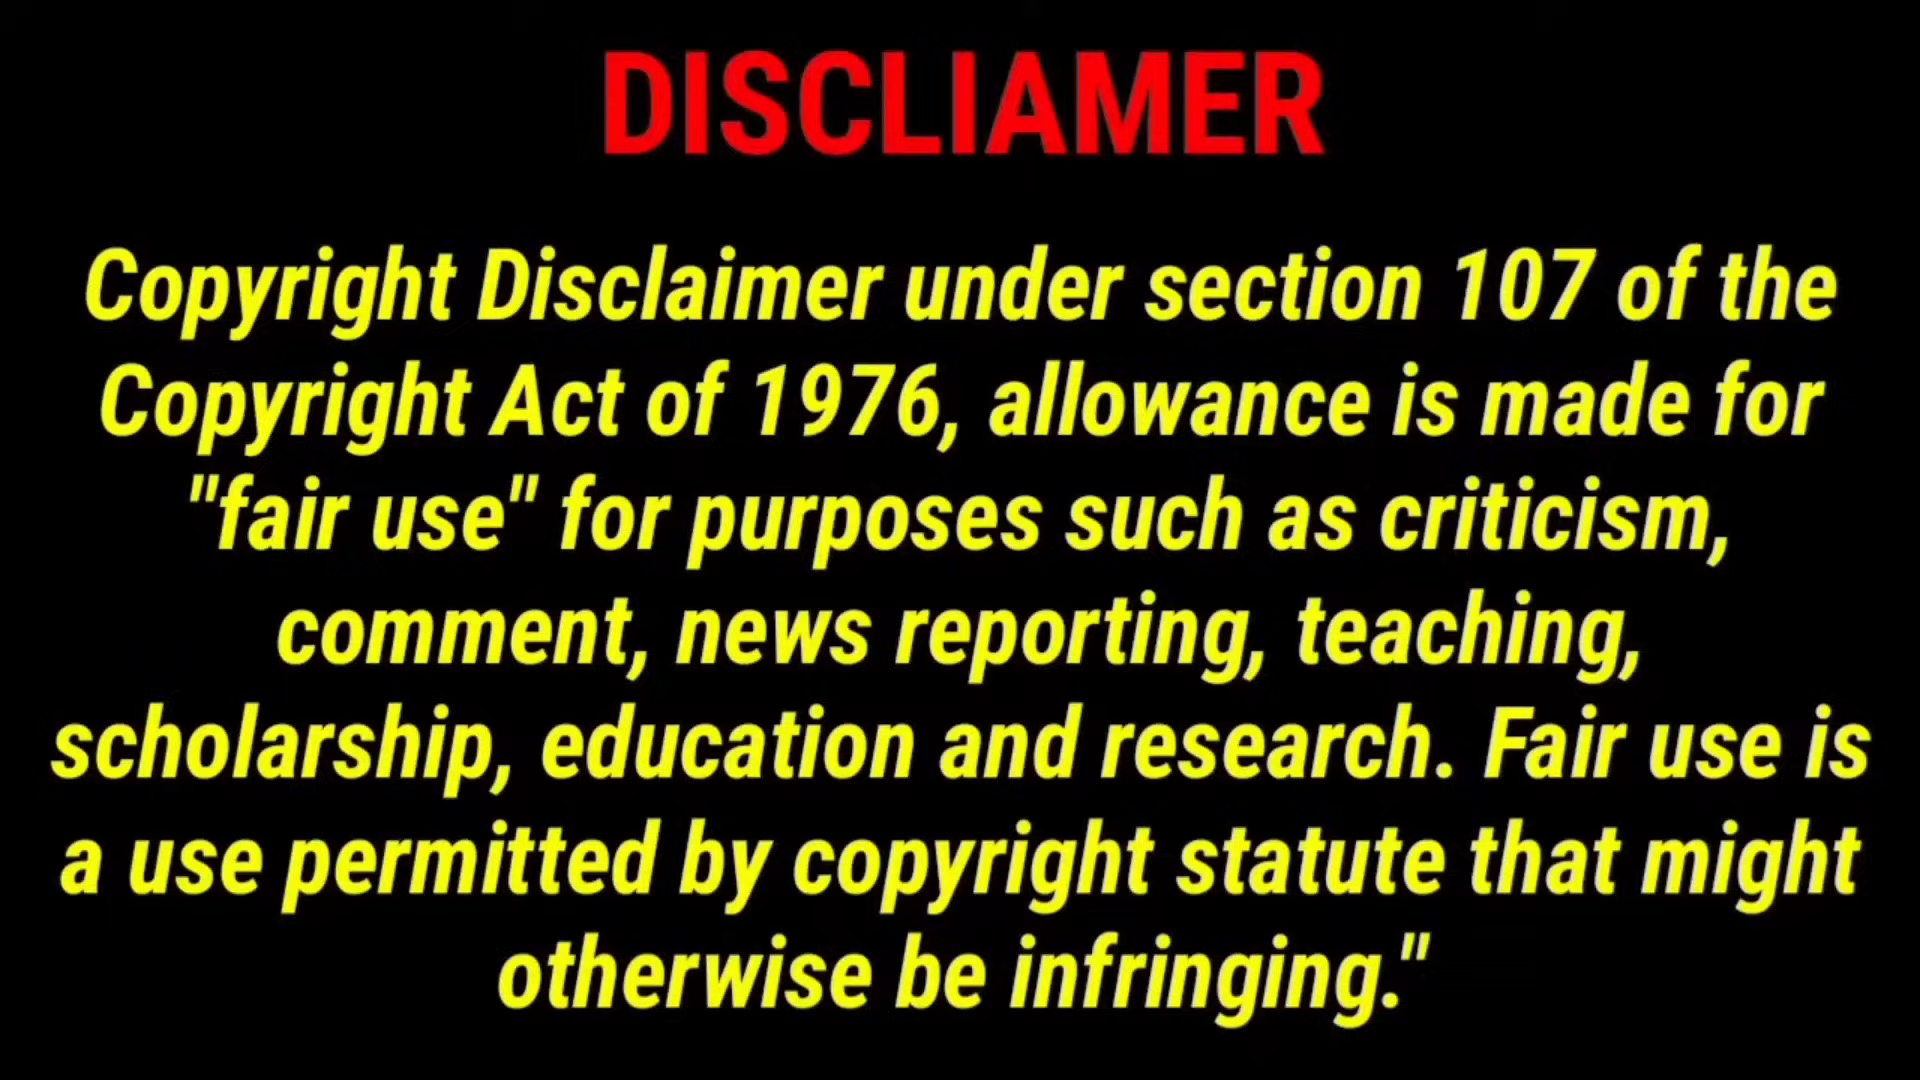 DISCLIAMER
Copyright Disclaimer under section 107 of the
Copyright Act of 1976, allowance is made for
"fair use" for purposes such as criticism,
comment, news reporting, teaching,
scholarship, education and research. Fair use is
a use permitted by copyright statute that might
otherwise be infringing."